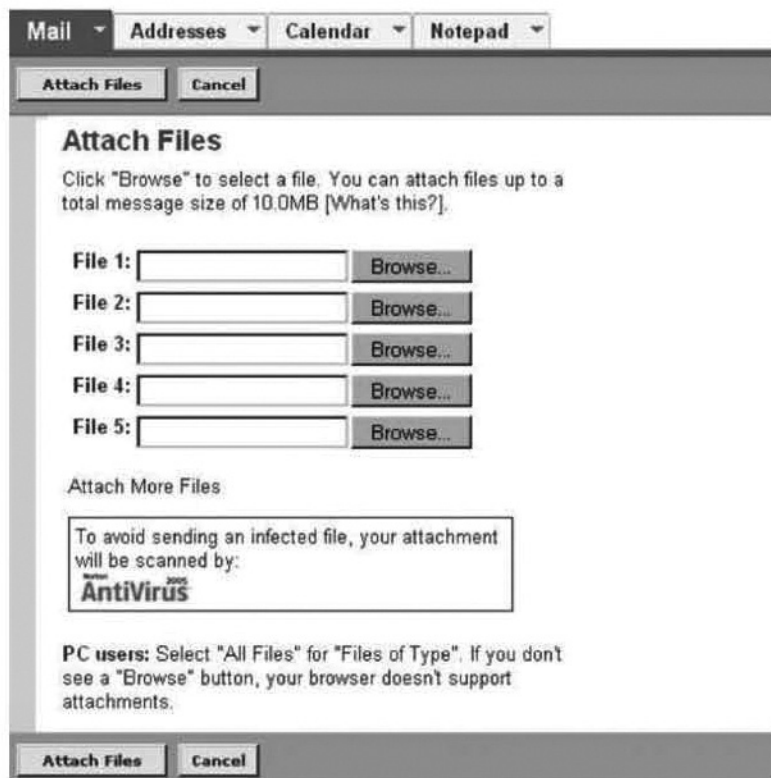 Mail Addresses Calendar Notepad
Attach Files Cancel
Attach Files
Click "Browse" to select a file. You can attach files up to a
total message size of 10.0MB [What's this?].
File 1: Browse...
File 2: Browse...
File 3: Browse...
File 4: Browse...
File 5: Browse...
Attach More Files
To avoid sending an infected file, your attachment
will be scanned by:
Norton
AntiVirus 2005
PC users: Select "All Files" for "Files of Type". If you don't
see a "Browse" button, your browser doesn't support
attachments.
Attach Files Cancel